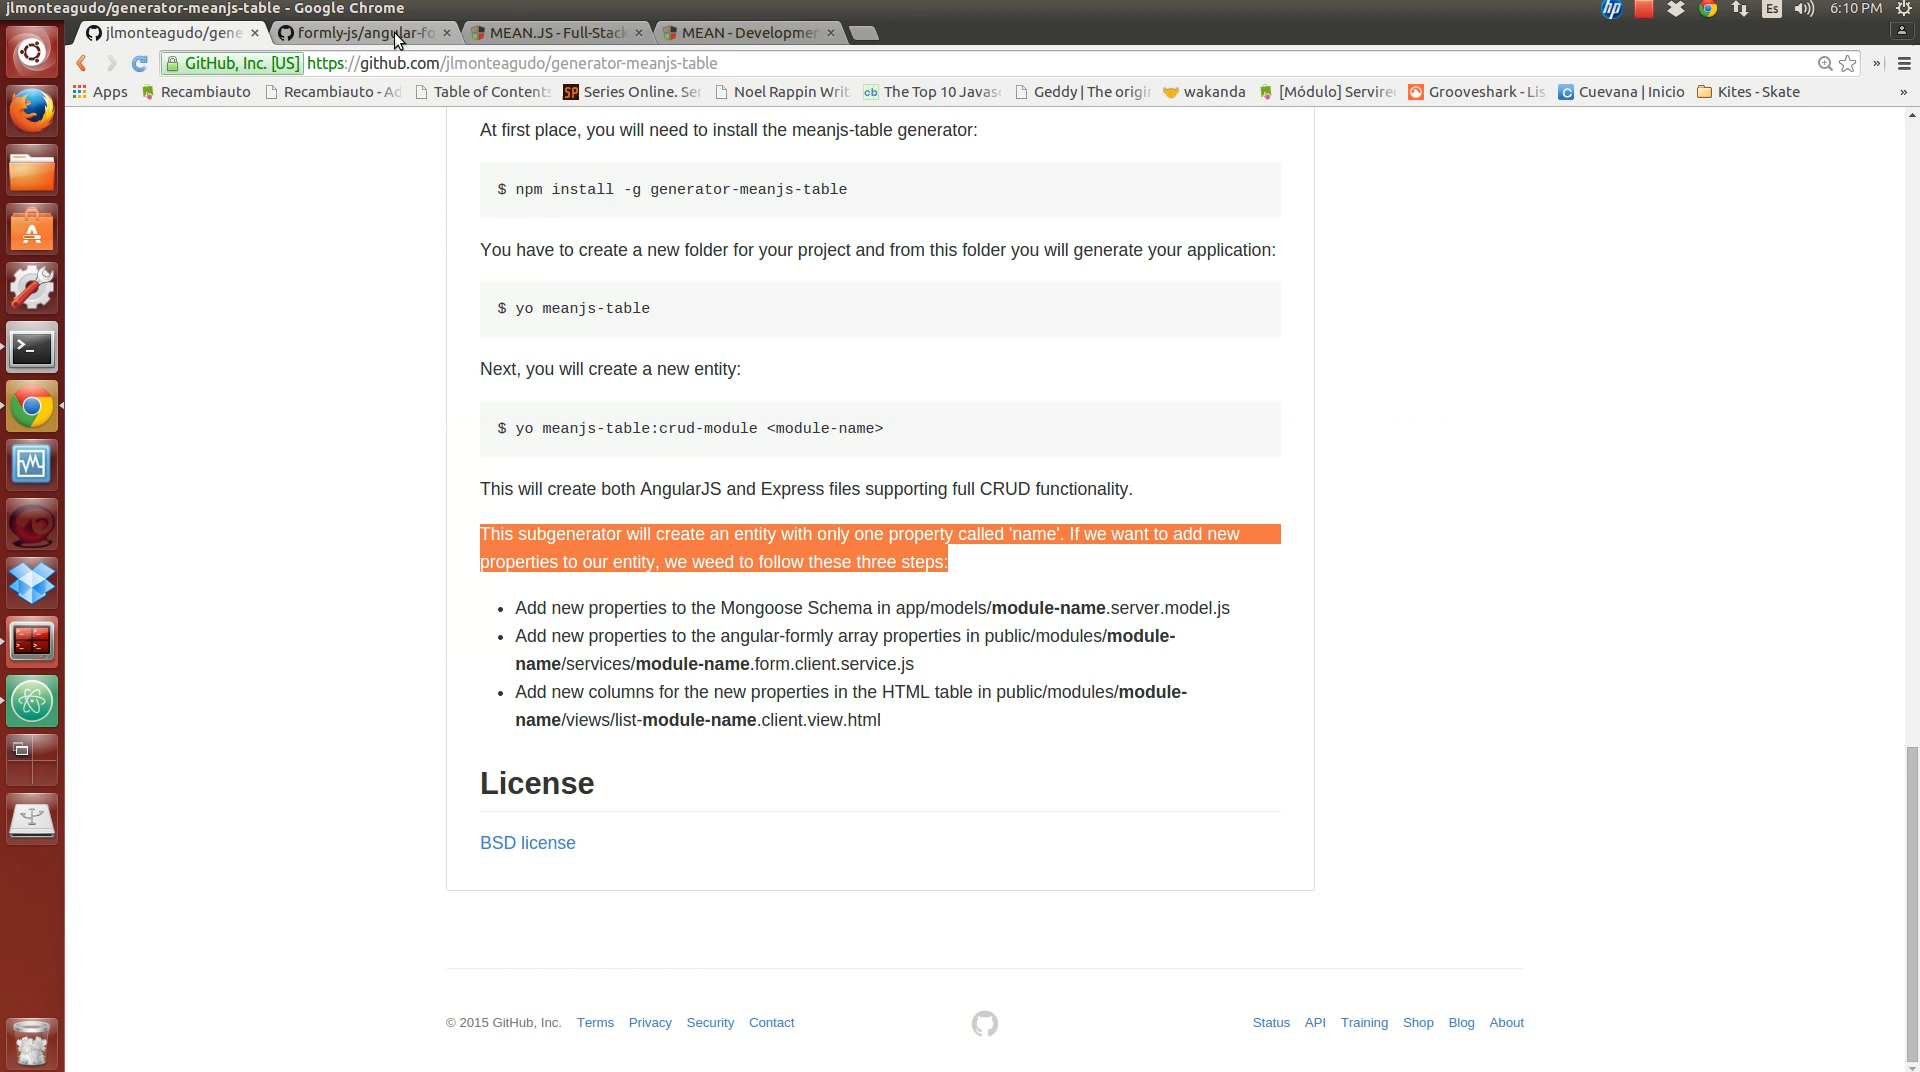 jlmonteagudo/generator-meanjs-table - Google Chrome
hp Es 6:10 PM
jlmonteagudo/gene
formly-js/angular-fo
MEAN.JS - Full-Stack
MEAN - Developmen
GitHub, Inc. [US] https://github.com/jlmonteagudo/generator-meanjs-table »
Apps Recambiauto Recambiauto - Ad Table of Contents SP Series Online. Ser Noel Rappin Writ cb The Top 10 Javas Geddy | The origi wakanda [Módulo] Servired Grooveshark - Lis C Cuevana | Inicio Kites - Skate »
At first place, you will need to install the meanjs-table generator:
$ npm install -g generator-meanjs-table
You have to create a new folder for your project and from this folder you will generate your application:
$ yo meanjs-table
Next, you will create a new entity:
$ yo meanjs-table:crud-module <module-name>
This will create both AngularJS and Express files supporting full CRUD functionality.
This subgenerator will create an entity with only one property called 'name'. If we want to add new
properties to our entity, we weed to follow these three steps:
• Add new properties to the Mongoose Schema in app/models/module-name.server.model.js
• Add new properties to the angular-formly array properties in public/modules/module-
name/services/module-name.form.client.service.js
• Add new columns for the new properties in the HTML table in public/modules/module-
name/views/list-module-name.client.view.html
License
BSD license
© 2015 GitHub, Inc. Terms Privacy Security Contact Status API Training Shop Blog About